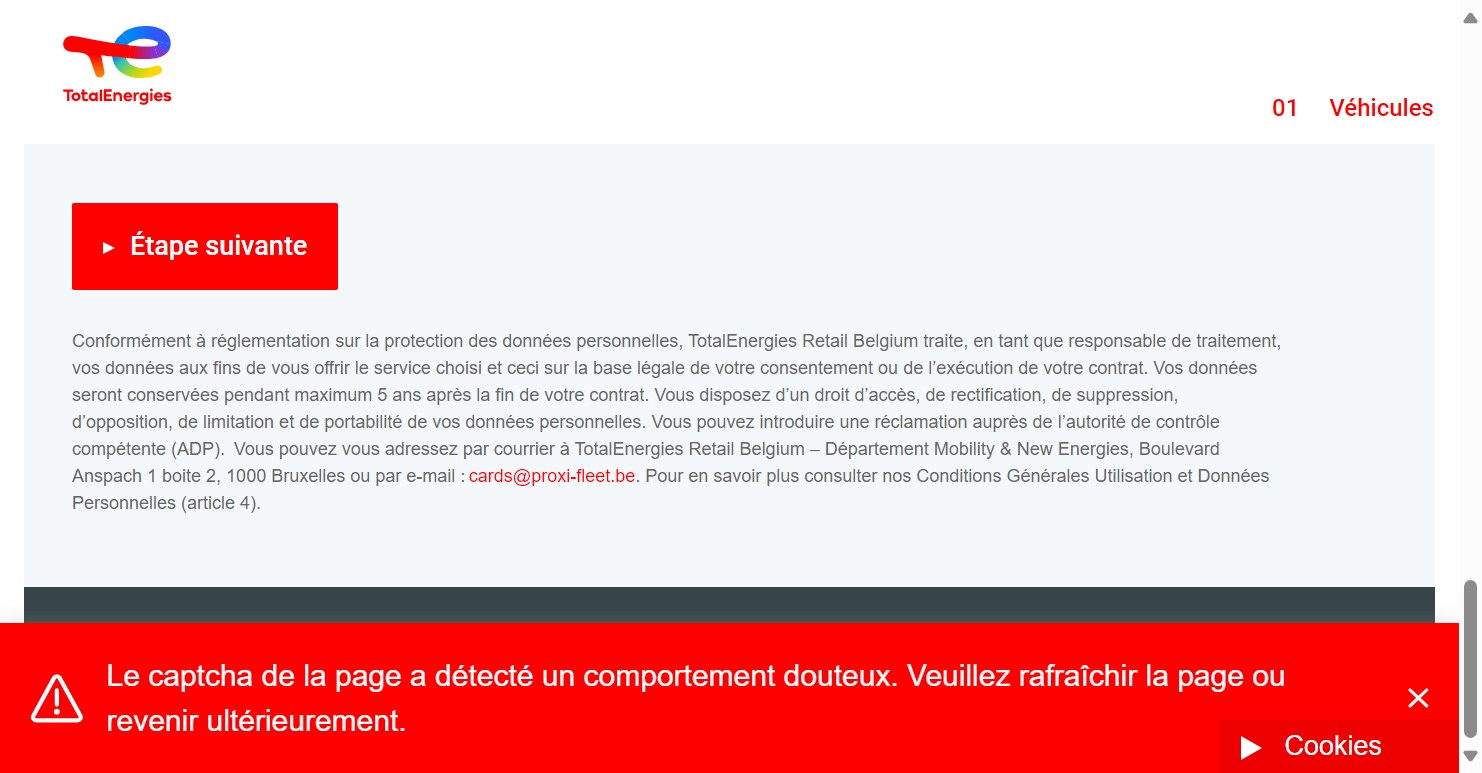 TotalEnergies
01 Véhicules
► Étape suivante
Conformément à réglementation sur la protection des données personnelles, TotalEnergies Retail Belgium traite, en tant que responsable de traitement,
vos données aux fins de vous offrir le service choisi et ceci sur la base légale de votre consentement ou de l’exécution de votre contrat. Vos données
seront conservées pendant maximum 5 ans après la fin de votre contrat. Vous disposez d’un droit d’accès, de rectification, de suppression,
d’opposition, de limitation et de portabilité de vos données personnelles. Vous pouvez introduire une réclamation auprès de l’autorité de contrôle
compétente (ADP).  Vous pouvez vous adressez par courrier à TotalEnergies Retail Belgium – Département Mobility & New Energies, Boulevard
Anspach 1 boite 2, 1000 Bruxelles ou par e-mail : cards@proxi-fleet.be. Pour en savoir plus consulter nos Conditions Générales Utilisation et Données
Personnelles (article 4).
Le captcha de la page a détecté un comportement douteux. Veuillez rafraîchir la page ou
revenir ultérieurement.
Cookies